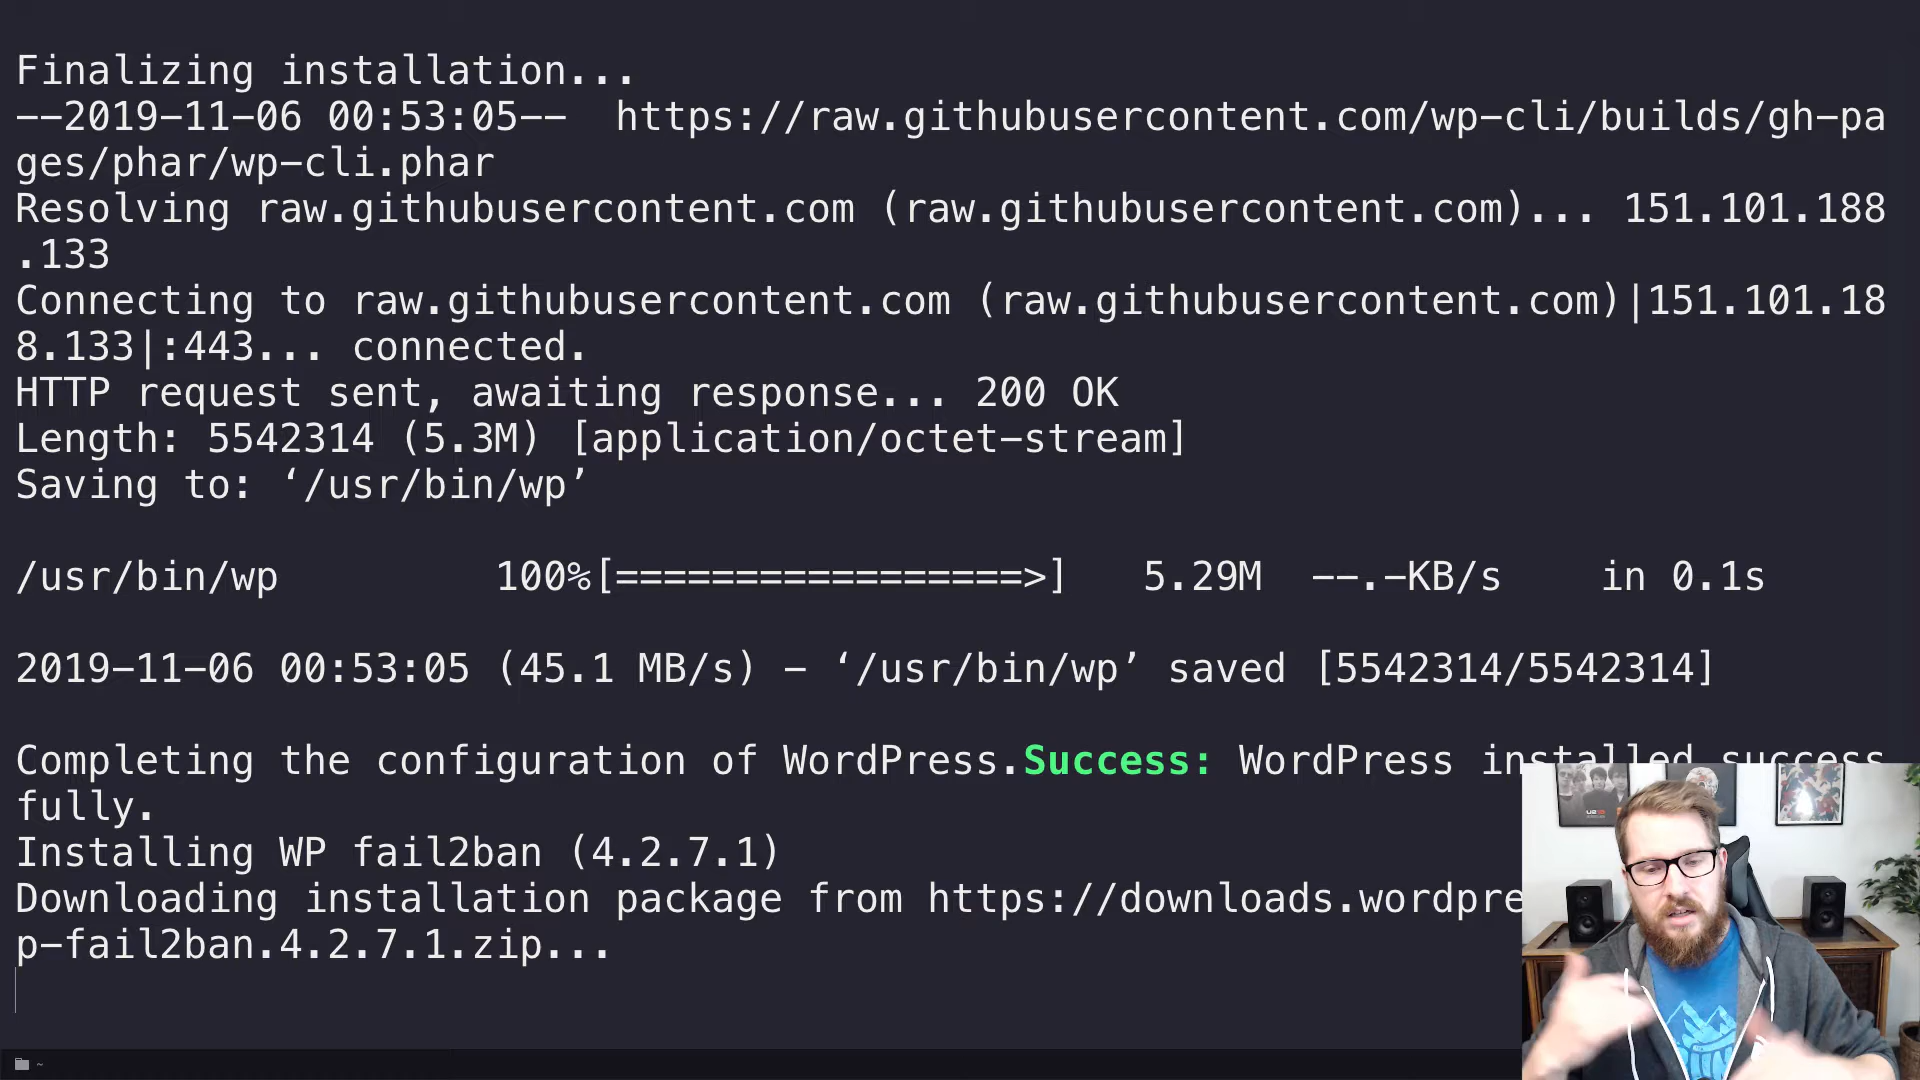 Finalizing installation...
--2019-11-06 00:53:05--  https://raw.githubusercontent.com/wp-cli/builds/gh-pa
ges/phar/wp-cli.phar
Resolving raw.githubusercontent.com (raw.githubusercontent.com)... 151.101.188
.133
Connecting to raw.githubusercontent.com (raw.githubusercontent.com)|151.101.18
8.133|:443... connected.
HTTP request sent, awaiting response... 200 OK
Length: 5542314 (5.3M) [application/octet-stream]
Saving to: ‘/usr/bin/wp’
/usr/bin/wp         100%[=================>]   5.29M  --.-KB/s    in 0.1s
2019-11-06 00:53:05 (45.1 MB/s) - ‘/usr/bin/wp’ saved [5542314/5542314]
Completing the configuration of WordPress.Success: WordPress installed success
fully.
Installing WP fail2ban (4.2.7.1)
Downloading installation package from https://downloads.wordpre
p-fail2ban.4.2.7.1.zip...
~